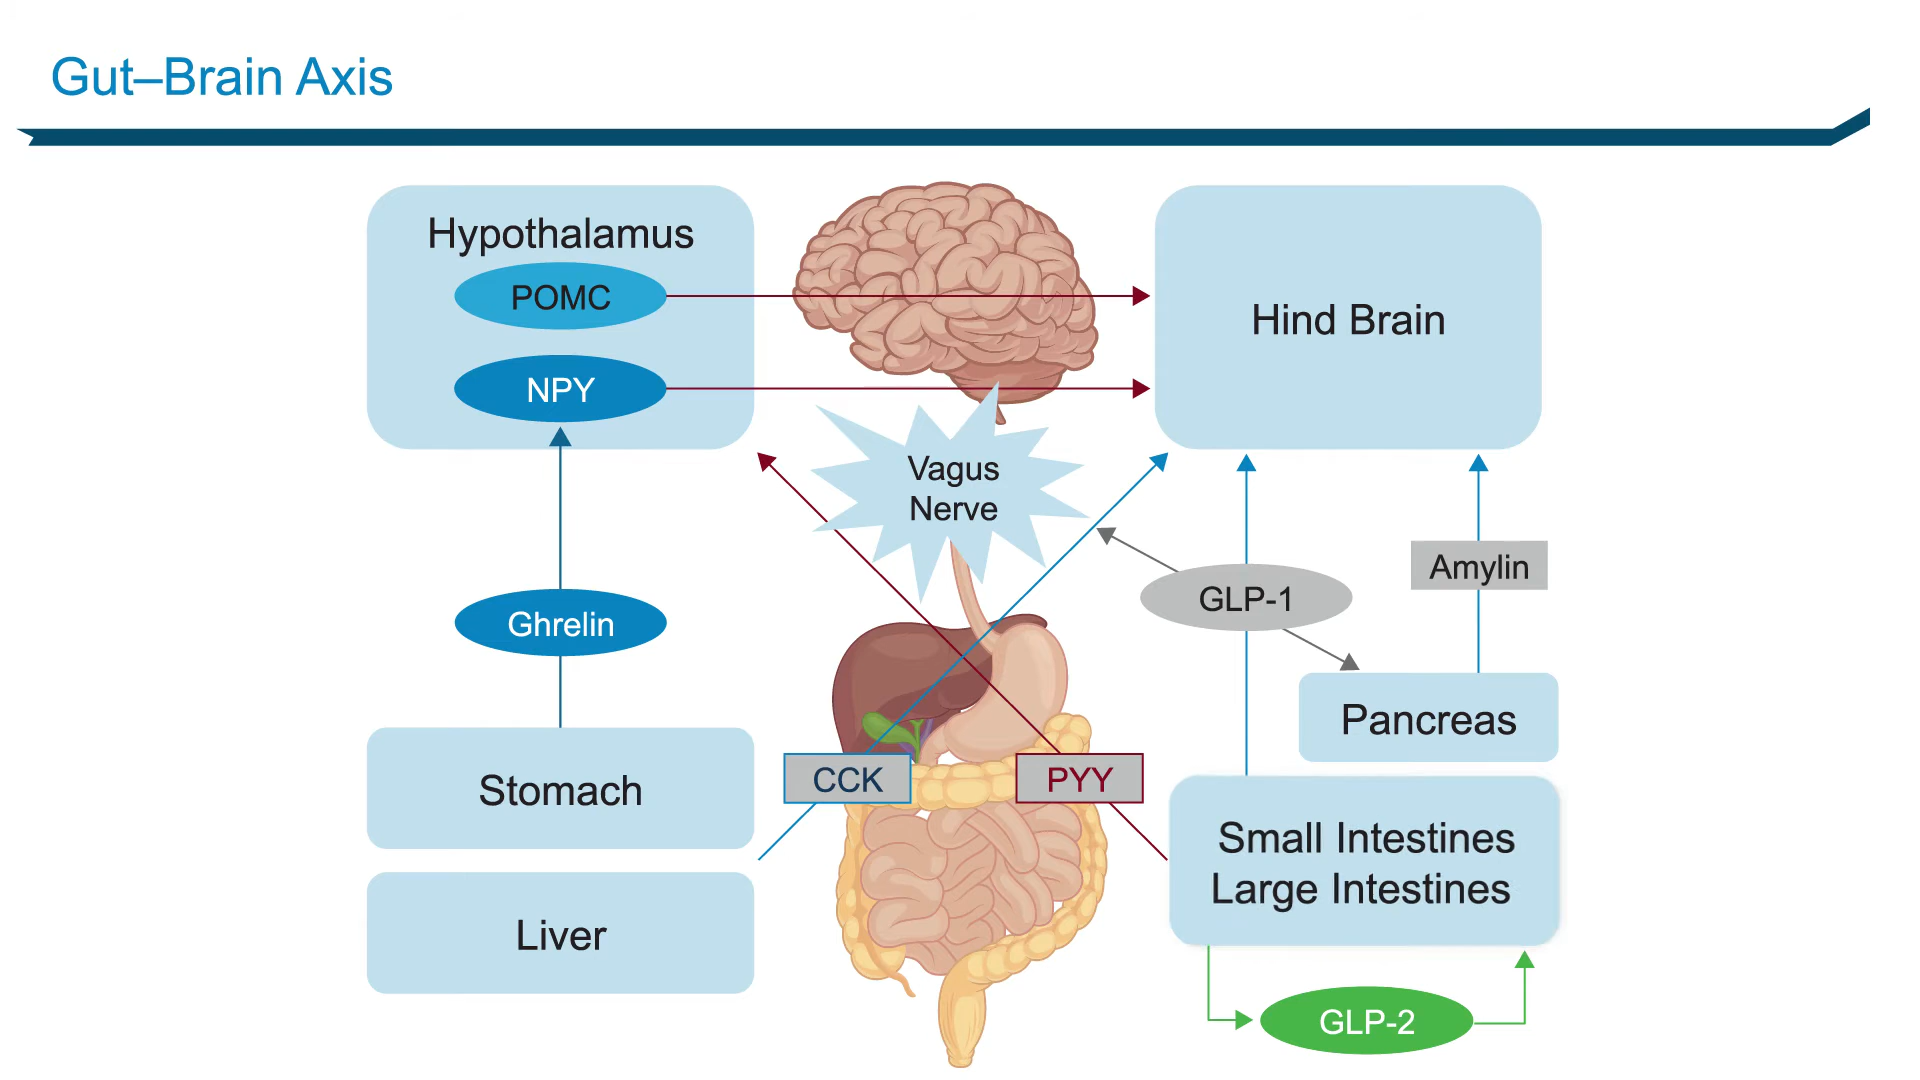 Gut–Brain Axis
Hypothalamus
POMC
NPY
Hind Brain
Vagus
Nerve
Ghrelin
GLP-1
Amylin
Stomach
CCK
PYY
Pancreas
Small Intestines
Large Intestines
Liver
GLP-2